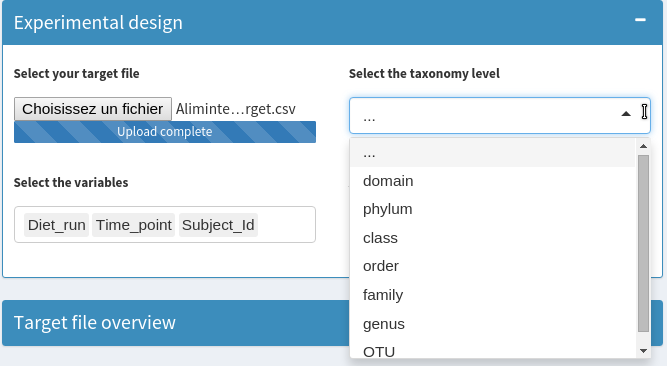 Experimental design
Select your target file
Select the taxonomy level
Choisissez un fichier Aliminte...rget.csv
...
Upload complete
...
domain
Select the variables
phylum
Diet_run Time_point Subject_Id
class
order
family
Target file overview
genus
OTU